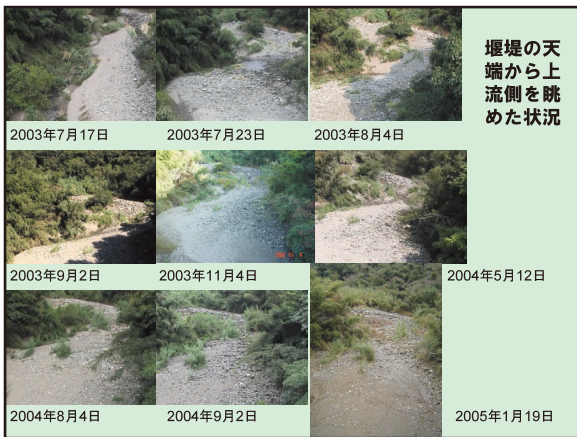 堰堤の天
端から上
流側を眺
めた状況
2003年7月17日
2003年7月23日
2003年8月4日
2003年9月2日
2003年11月4日
2004年5月12日
2004年8月4日
2004年9月2日
2005年1月19日